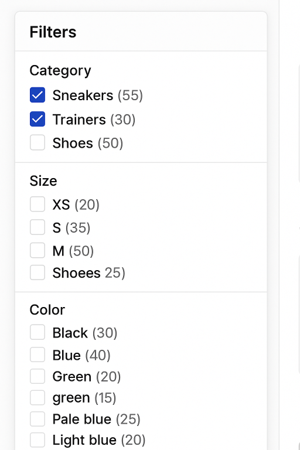 Filters
Category
Sneakers (55)
Trainers (30)
Shoes (50)
Size
XS (20)
S (35)
M (50)
Shoees 25)
Color
Black (30)
Blue (40)
Green (20)
green (15)
Pale blue (25)
Light blue (20)